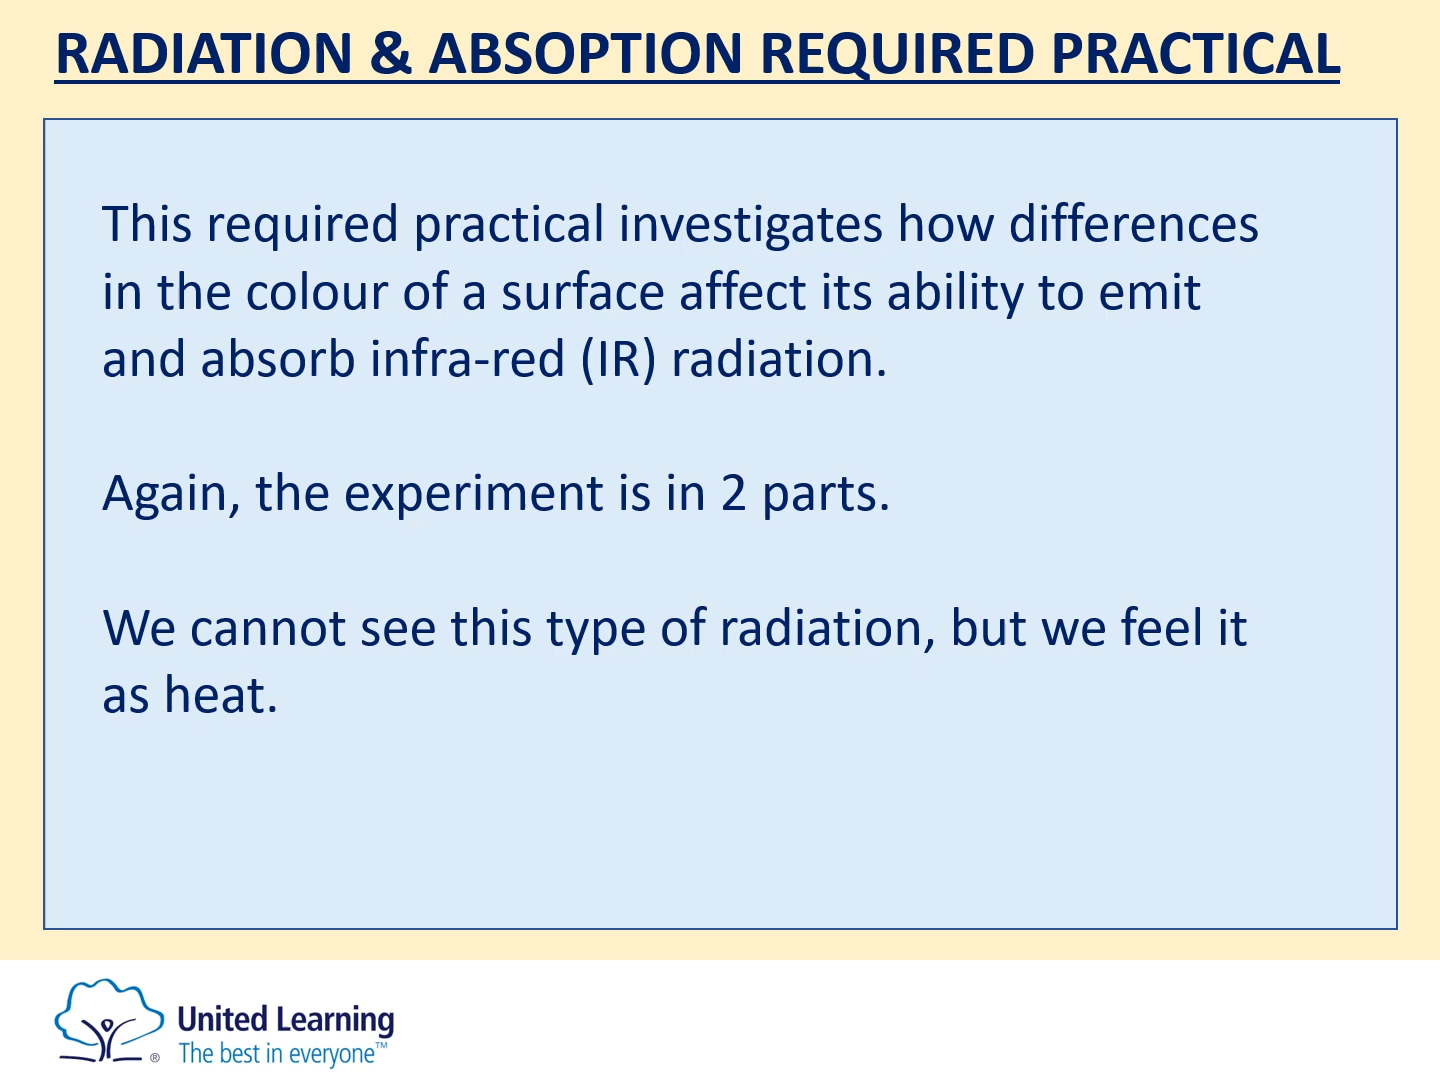 RADIATION & ABSOPTION REQUIRED PRACTICAL
This required practical investigates how differences
in the colour of a surface affect its ability to emit
and absorb infra-red (IR) radiation.
Again, the experiment is in 2 parts.
We cannot see this type of radiation, but we feel it
as heat.
United Learning
The best in everyone™
®